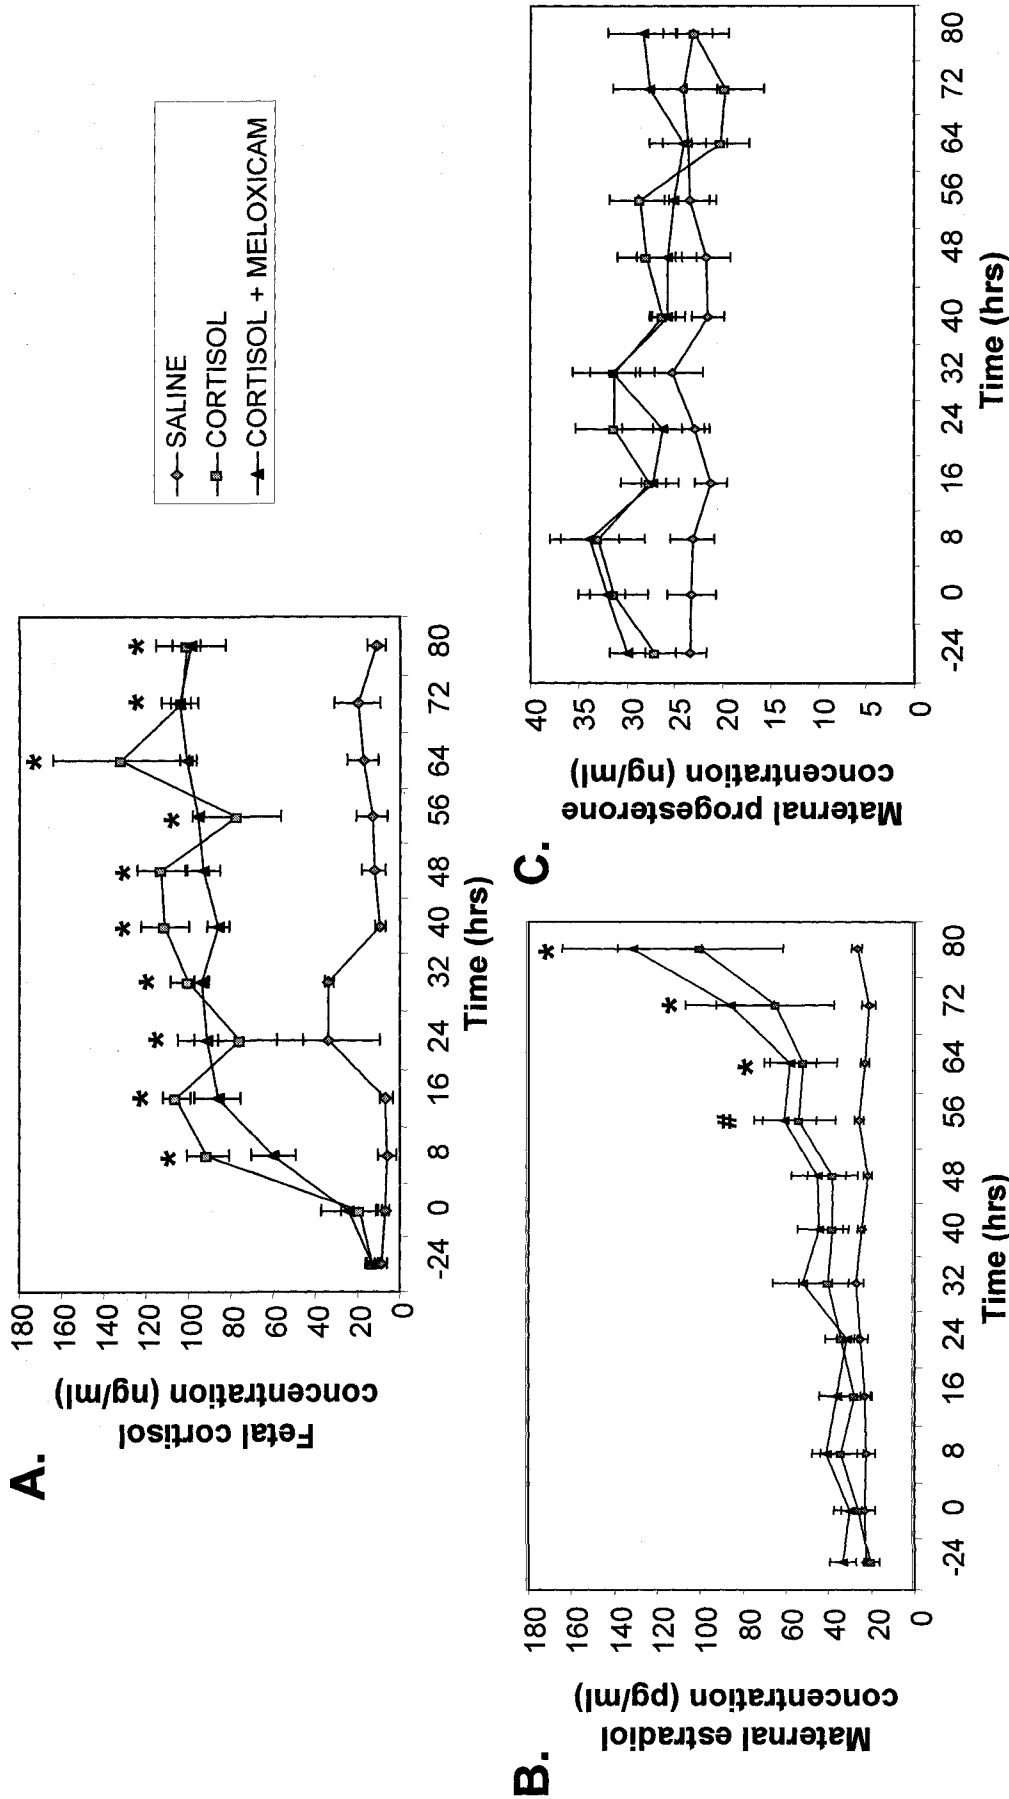 A.
Fetal cortisol
concentration (ng/ml)
180
160
140
120
100
80
60
40
20
0
* * * * * * * * * *
-24 0 8 16 24 32 40 48 56 64 72 80
Time (hrs)
SALINE
CORTISOL
CORTISOL + MELOXICAM
B.
Maternal estradiol
concentration (pg/ml)
180
160
140
120
100
80
60
40
20
0
# * * *
-24 0 8 16 24 32 40 48 56 64 72 80
Time (hrs)
C.
Maternal progesterone
concentration (ng/ml)
40
35
30
25
20
15
10
5
0
-24 0 8 16 24 32 40 48 56 64 72 80
Time (hrs)